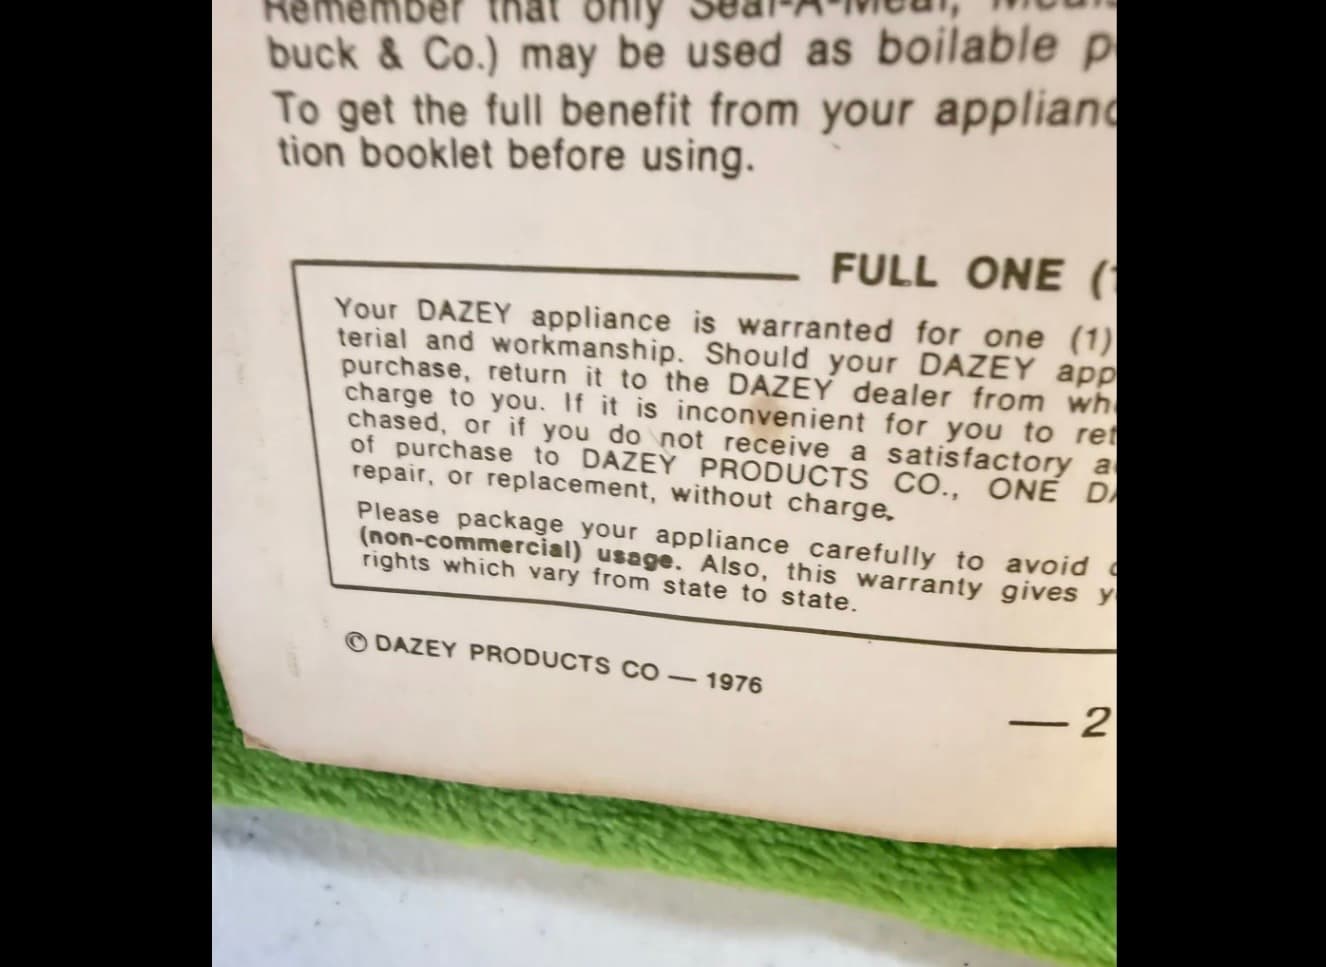 Remember that only Seal-A-Meal,
buck & Co.) may be used as boilable
To get the full benefit from your
tion booklet before using.
FULL ONE
Your DAZEY appliance is warranted for one (1)
terial and workmanship. Should your DAZEY
purchase, return it to the DAZEY dealer from
charge to you. If it is inconvenient for you to
chased, or if you do not receive a satisfactory
of purchase to DAZEY PRODUCTS CO., ONE
repair, or replacement, without charge.
Please package your appliance carefully to avoid
(non-commercial) usage. Also, this warranty gives
rights which vary from state to state.
© DAZEY PRODUCTS CO — 1976
— 2